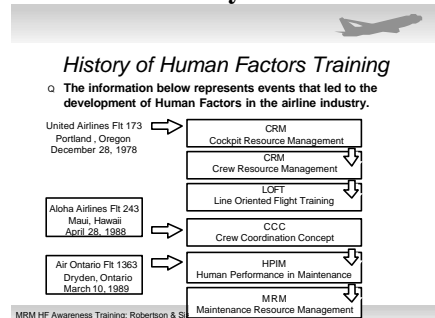 History of Human Factors Training
Q The information below represents events that led to the
development of Human Factors in the airline industry.
United Airlines Flt 173
Portland , Oregon
December 28, 1978
CRM
Cockpit Resource Management
CRM
Crew Resource Management
LOFT
Line Oriented Flight Training
Aloha Airlines Flt 243
Maui, Hawaii
April 28, 1988
CCC
Crew Coordination Concept
Air Ontario Flt 1363
Dryden, Ontario
March 10, 1989
HPIM
Human Performance in Maintenance
MRM
Maintenance Resource Management
MRM HF Awareness Training: Robertson &